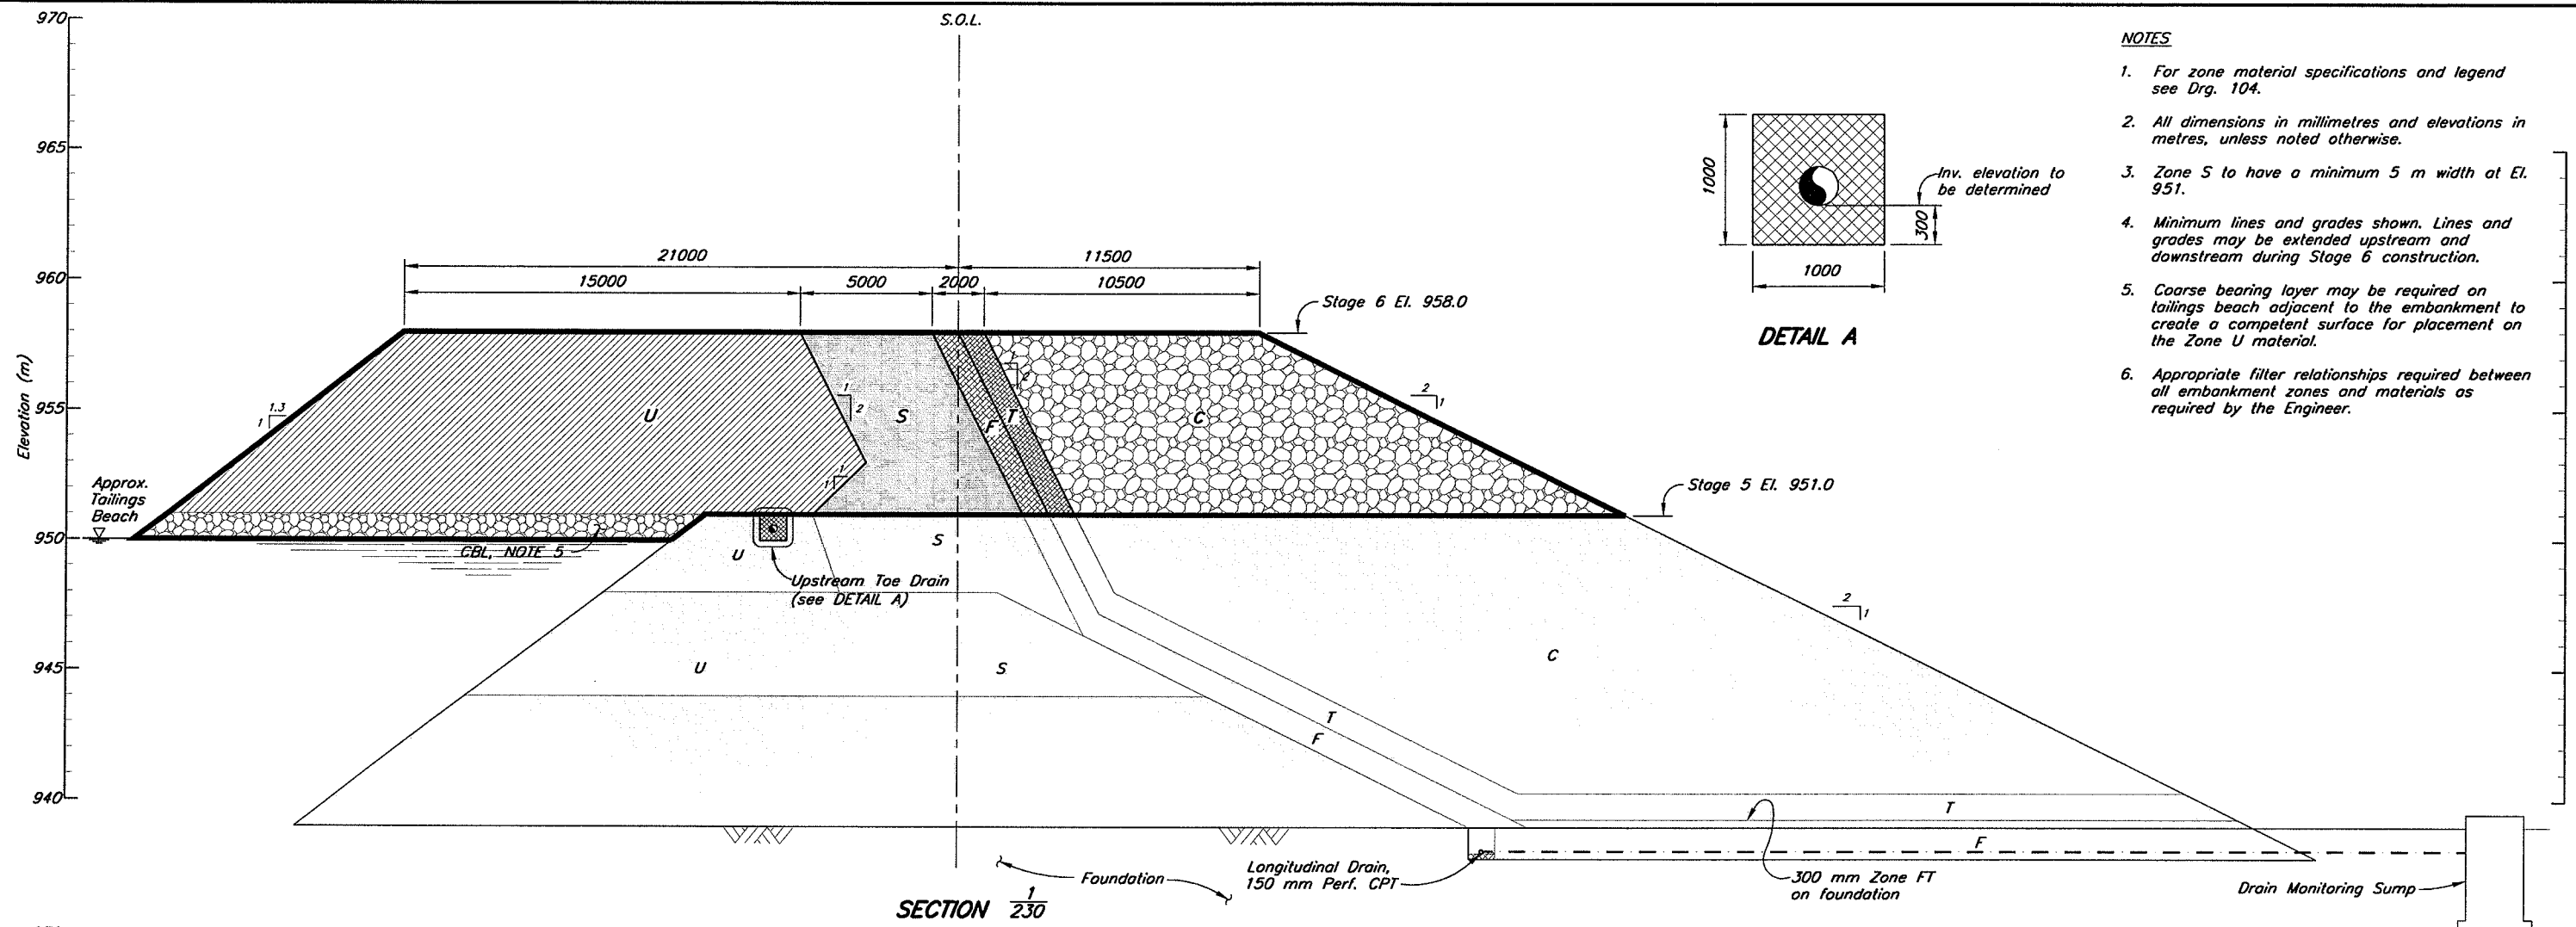 970
965
960
955
950
945
940
Elevation (m)
S.O.L.
21000
11500
15000
5000
2000
10500
Stage 6 El. 958.0
Stage 5 El. 951.0
1.3
1
1
2
1
1
1
2
2
1
2
1
U
S
F
T
C
Approx.
Tailings
Beach
CBL, NOTE 5
U
S
Upstream Toe Drain
(see DETAIL A)
U
S
C
T
F
T
F
Foundation
Longitudinal Drain,
150 mm Perf. CPT
300 mm Zone FT
on foundation
Drain Monitoring Sump
SECTION 1
230
1000
1000
300
Inv. elevation to
be determined
DETAIL A
NOTES
1. For zone material specifications and legend
see Drg. 104.
2. All dimensions in millimetres and elevations in
metres, unless noted otherwise.
3. Zone S to have a minimum 5 m width at El.
951.
4. Minimum lines and grades shown. Lines and
grades may be extended upstream and
downstream during Stage 6 construction.
5. Coarse bearing layer may be required on
tailings beach adjacent to the embankment to
create a competent surface for placement on
the Zone U material.
6. Appropriate filter relationships required between
all embankment zones and materials as
required by the Engineer.